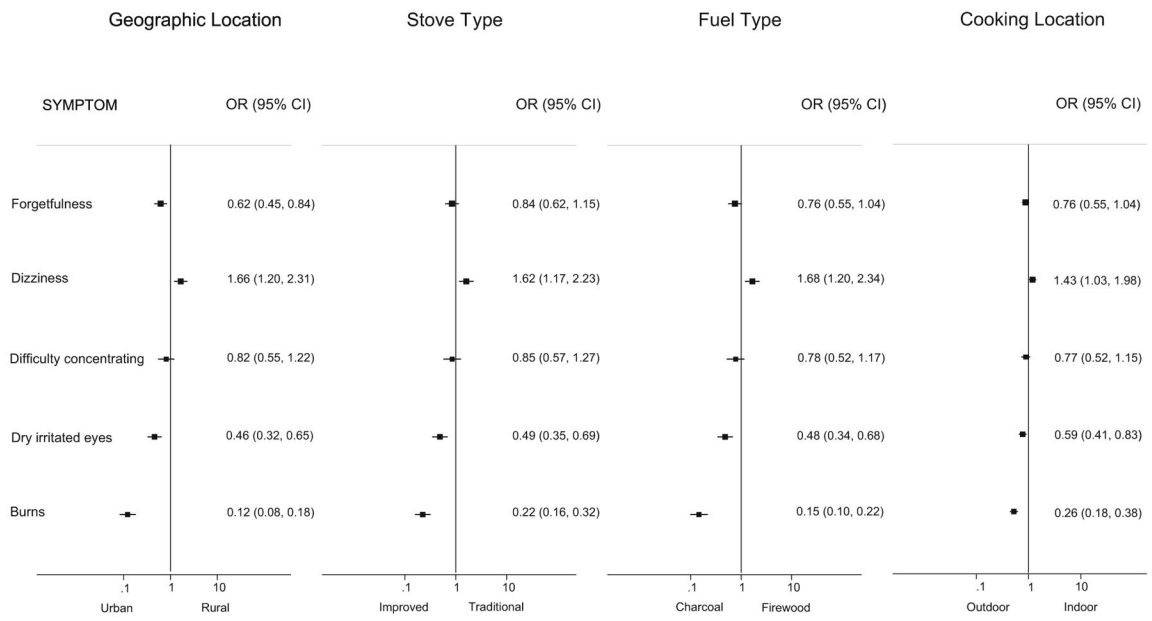 Geographic Location Stove Type Fuel Type Cooking Location
SYMPTOM OR (95% CI) OR (95% CI) OR (95% CI) OR (95% CI)
Forgetfulness 0.62 (0.45, 0.84) 0.84 (0.62, 1.15) 0.76 (0.55, 1.04) 0.76 (0.55, 1.04)
Dizziness 1.66 (1.20, 2.31) 1.62 (1.17, 2.23) 1.68 (1.20, 2.34) 1.43 (1.03, 1.98)
Difficulty concentrating 0.82 (0.55, 1.22) 0.85 (0.57, 1.27) 0.78 (0.52, 1.17) 0.77 (0.52, 1.15)
Dry irritated eyes 0.46 (0.32, 0.65) 0.49 (0.35, 0.69) 0.48 (0.34, 0.68) 0.59 (0.41, 0.83)
Burns 0.12 (0.08, 0.18) 0.22 (0.16, 0.32) 0.15 (0.10, 0.22) 0.26 (0.18, 0.38)
.1 1 10 .1 1 10 .1 1 10 .1 1 10
Urban Rural Improved Traditional Charcoal Firewood Outdoor Indoor